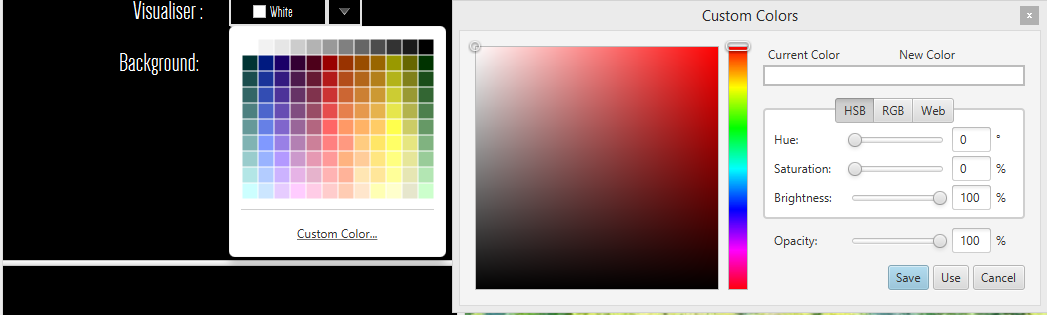 Visualiser :
White
Background:
Custom Color...
Custom Colors
x
Current Color
New Color
HSB
RGB
Web
Hue:
0
°
Saturation:
0
%
Brightness:
100
%
Opacity:
100
%
Save
Use
Cancel